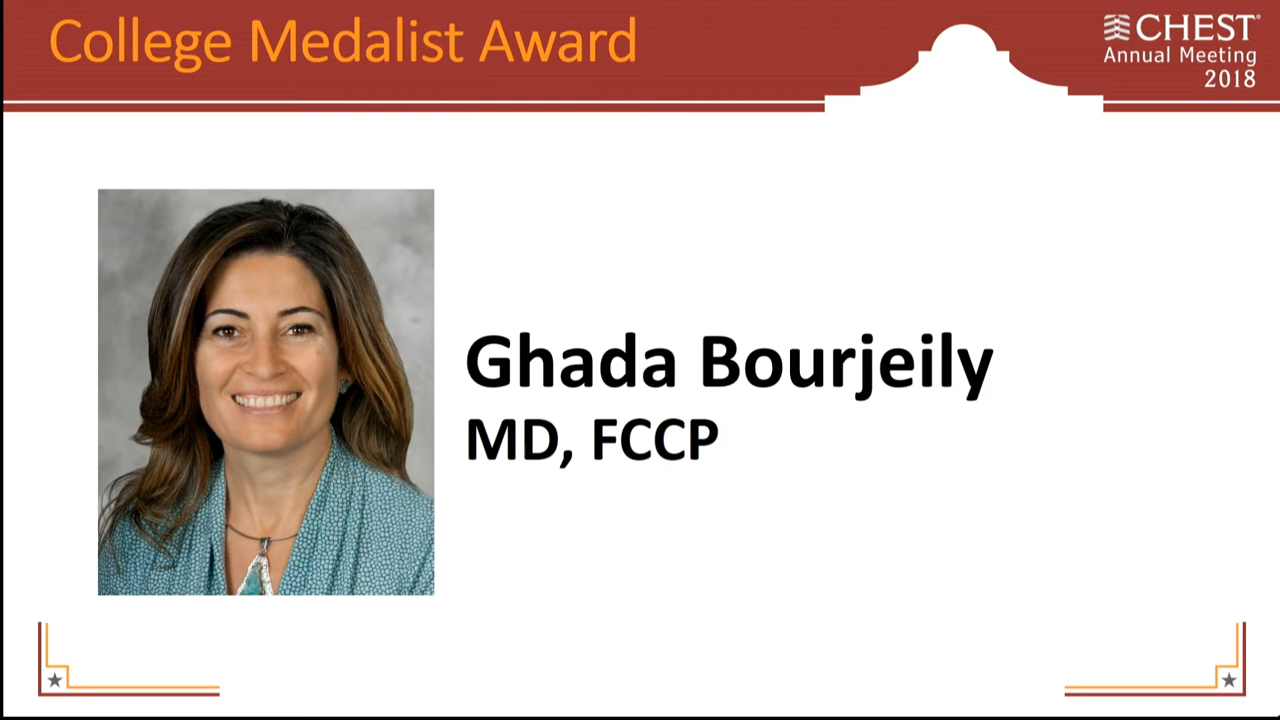 College Medalist Award
CHEST®
Annual Meeting
2018
Ghada Bourjeily
MD, FCCP